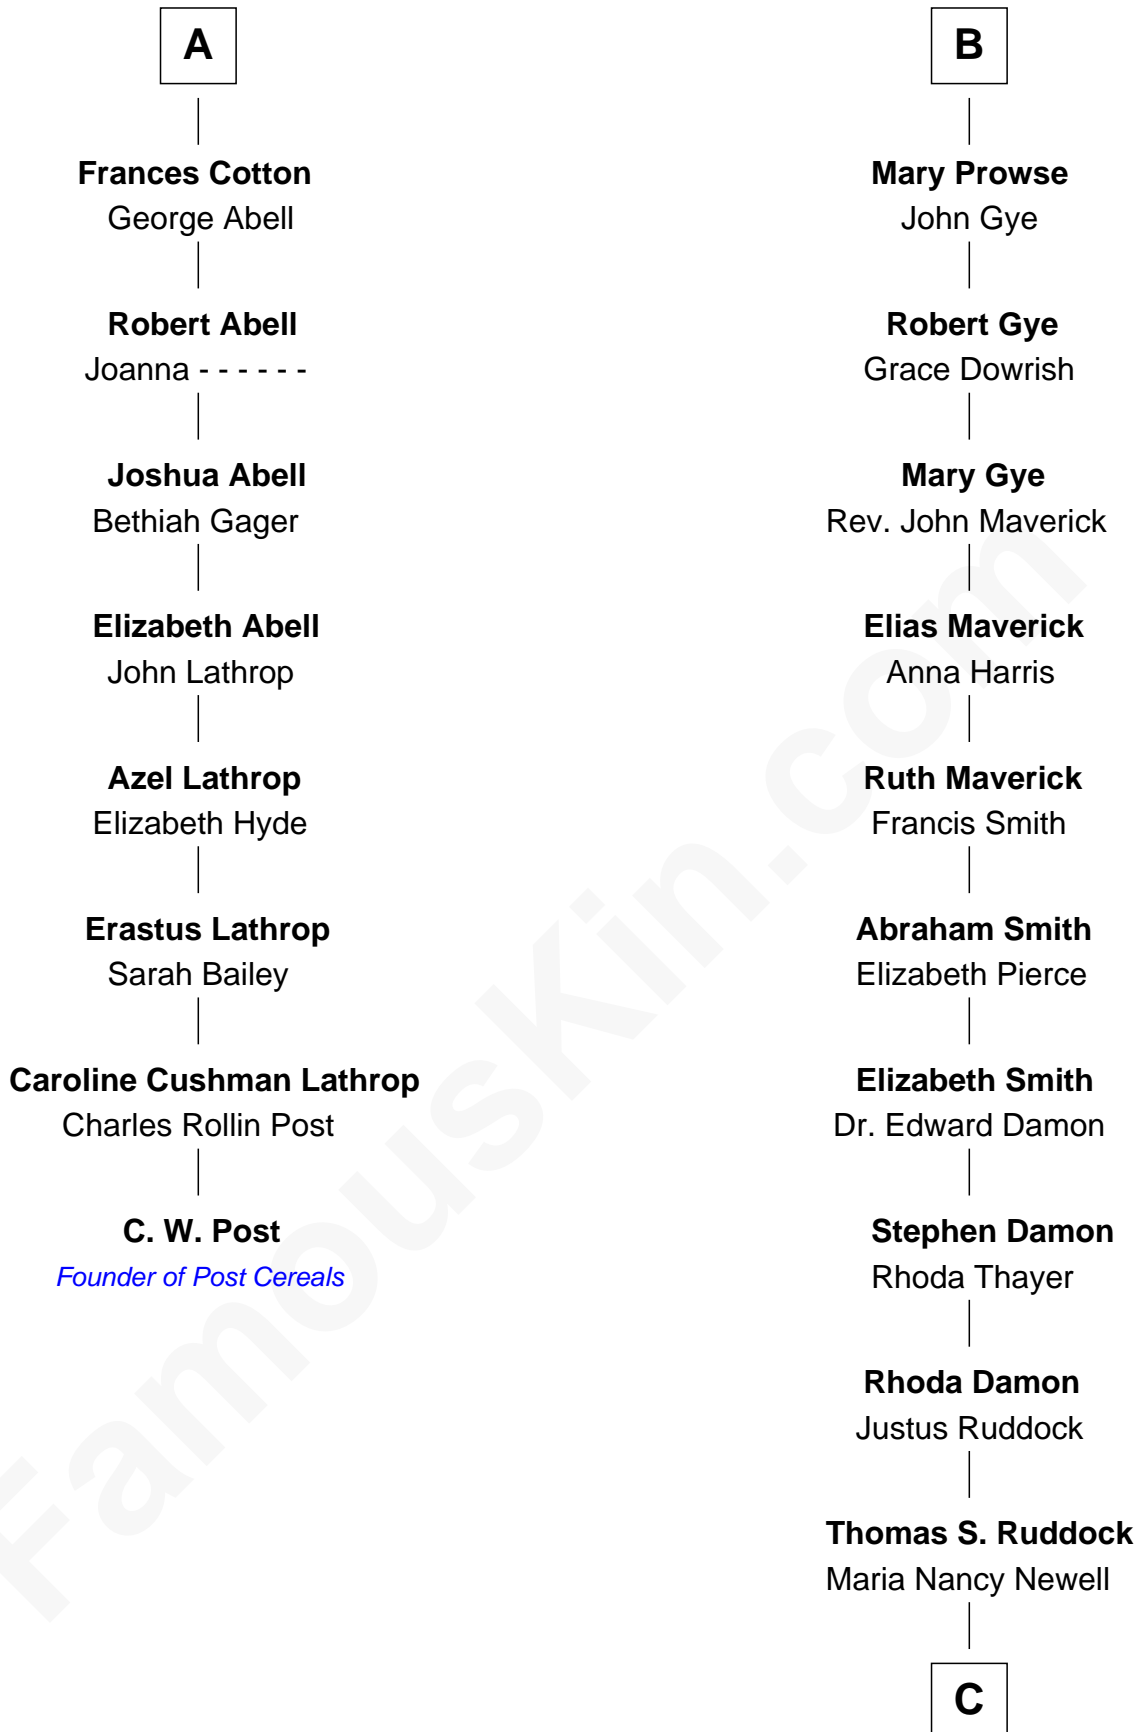 A
Frances Cotton
George Abell
Robert Abell
Joanna - - - - - -
Joshua Abell
Bethiah Gager
Elizabeth Abell
John Lathrop
Azel Lathrop
Elizabeth Hyde
Erastus Lathrop
Sarah Bailey
Caroline Cushman Lathrop
Charles Rollin Post
C. W. Post
Founder of Post Cereals
B
Mary Prowse
John Gye
Robert Gye
Grace Dowrish
Mary Gye
Rev. John Maverick
Elias Maverick
Anna Harris
Ruth Maverick
Francis Smith
Abraham Smith
Elizabeth Pierce
Elizabeth Smith
Dr. Edward Damon
Stephen Damon
Rhoda Thayer
Rhoda Damon
Justus Ruddock
Thomas S. Ruddock
Maria Nancy Newell
C
FamousKin.com